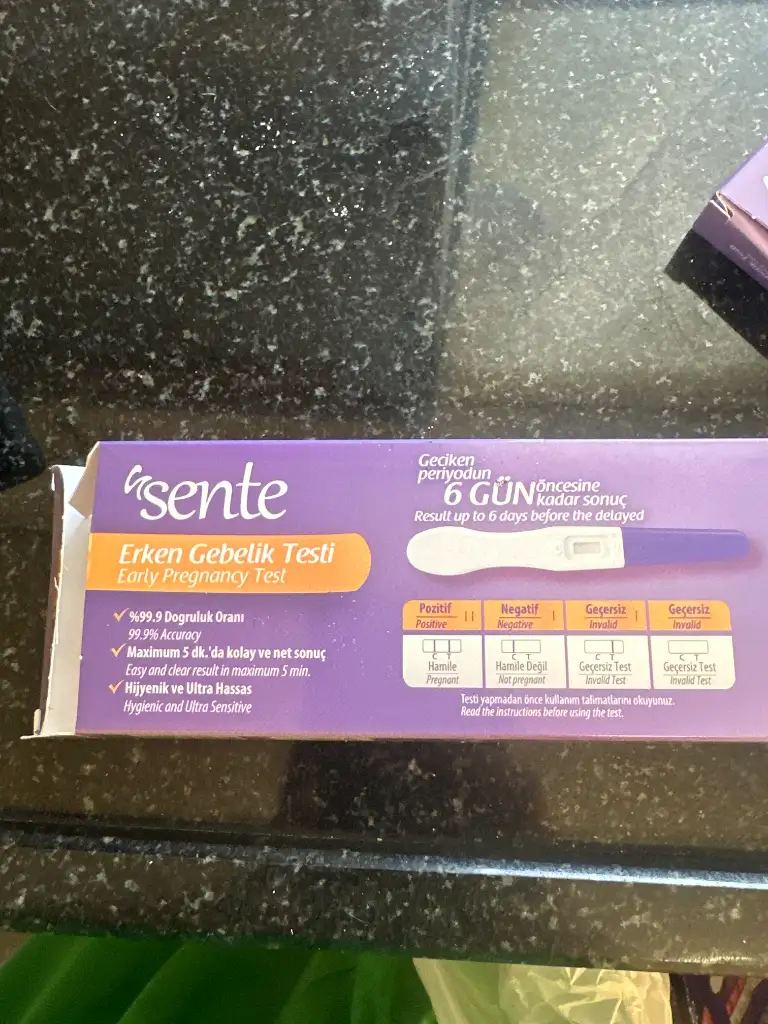 sente
Erken Gebelik Testi
Early Pregnancy Test
%99.9 Dogruluk Oranı
99.9% Accuracy
Maximum 5 dk.'da kolay ve net sonuç
Easy and clear result in maximum 5 min.
Hijyenik ve Ultra Hassas
Hygienic and Ultra Sensitive
Geciken
periyodun
6 GÜN öncesine
kadar sonuç
Result up to 6 days before the delayed
Pozitif
Positive
C T
Hamile
Pregnant
Negatif
Negative
C T
Hamile Değil
Not pregnant
Geçersiz
Invalid
C T
Geçersiz Test
Invalid Test
Geçersiz
Invalid
C T
Geçersiz Test
Invalid Test
Testi yapmadan önce kullanım talimatlarını okuyunuz.
Read the instructions before using the test.